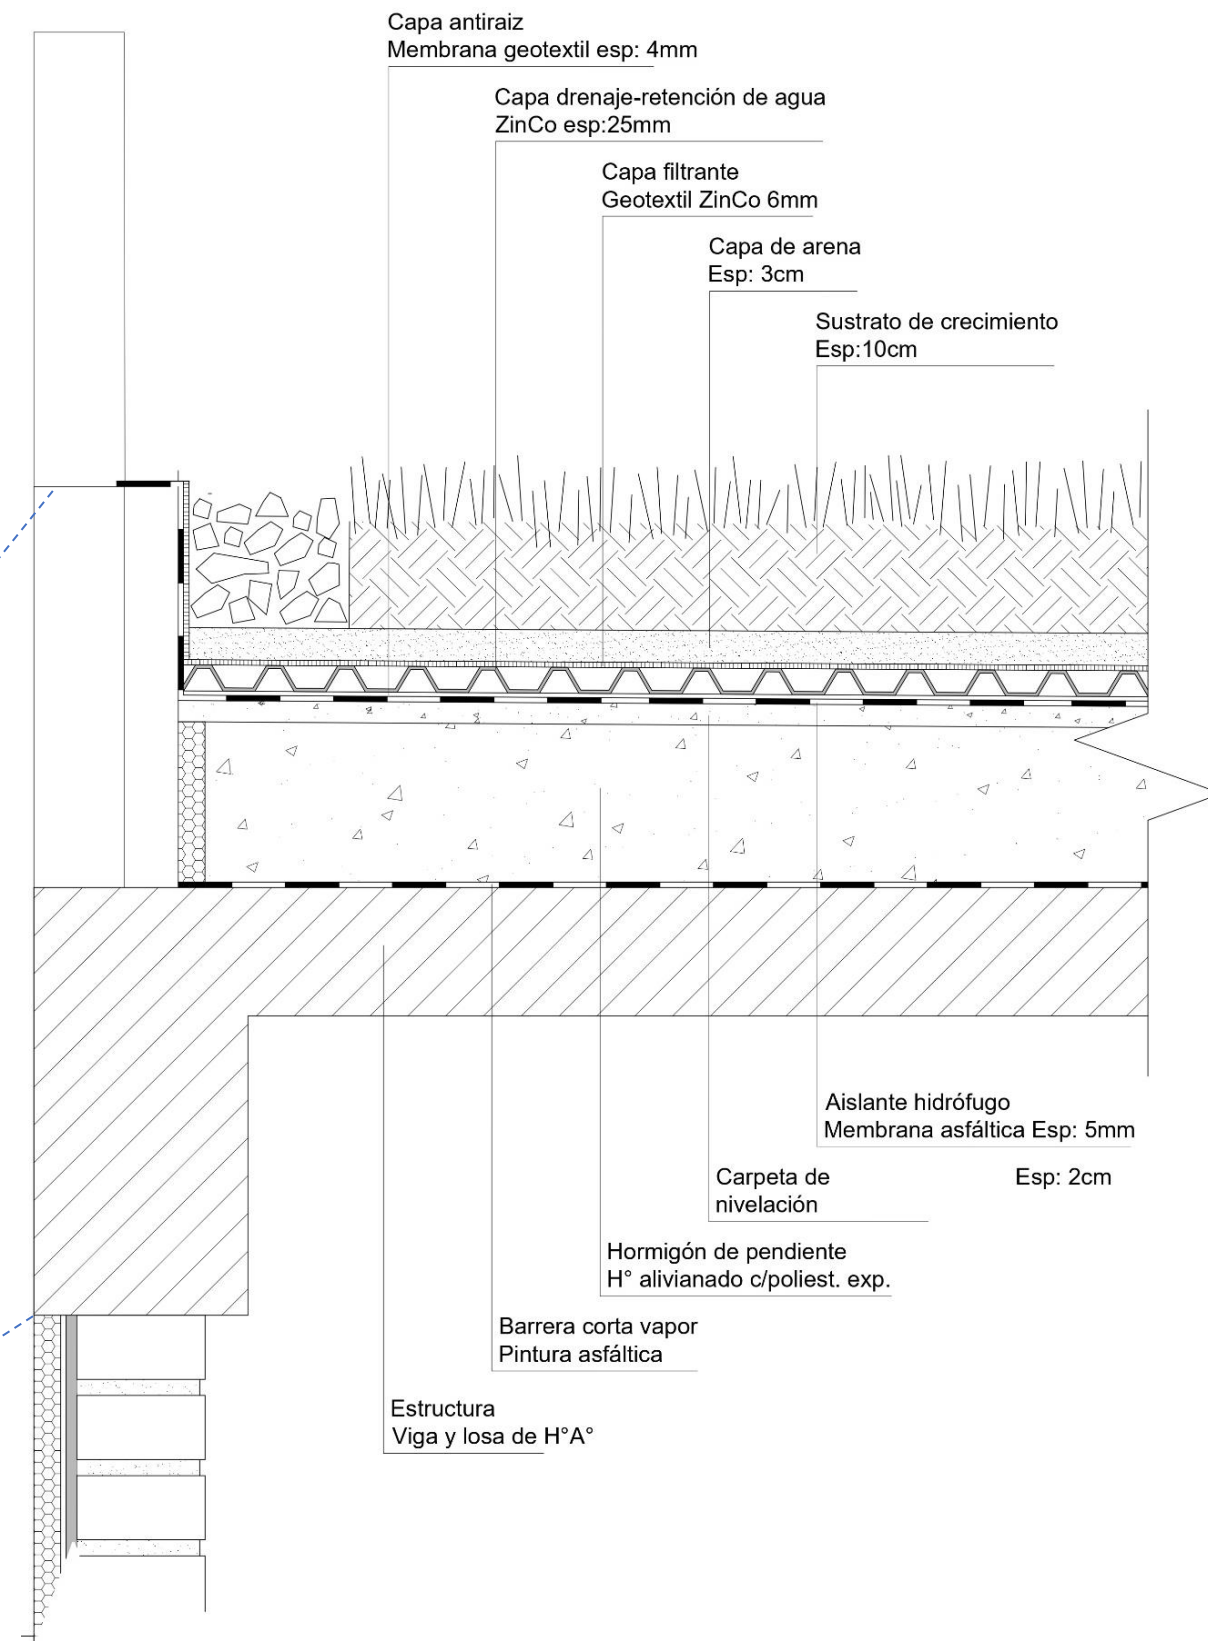 Capa antiraiz
Membrana geotextil esp: 4mm
Capa drenaje-retención de agua
ZinCo esp:25mm
Capa filtrante
Geotextil ZinCo 6mm
Capa de arena
Esp: 3cm
Sustrato de crecimiento
Esp:10cm
Aislante hidrófugo
Membrana asfáltica Esp: 5mm
Carpeta de Esp: 2cm
nivelación
Hormigón de pendiente
H° alivianado c/poliest. exp.
Barrera corta vapor
Pintura asfáltica
Estructura
Viga y losa de H°A°